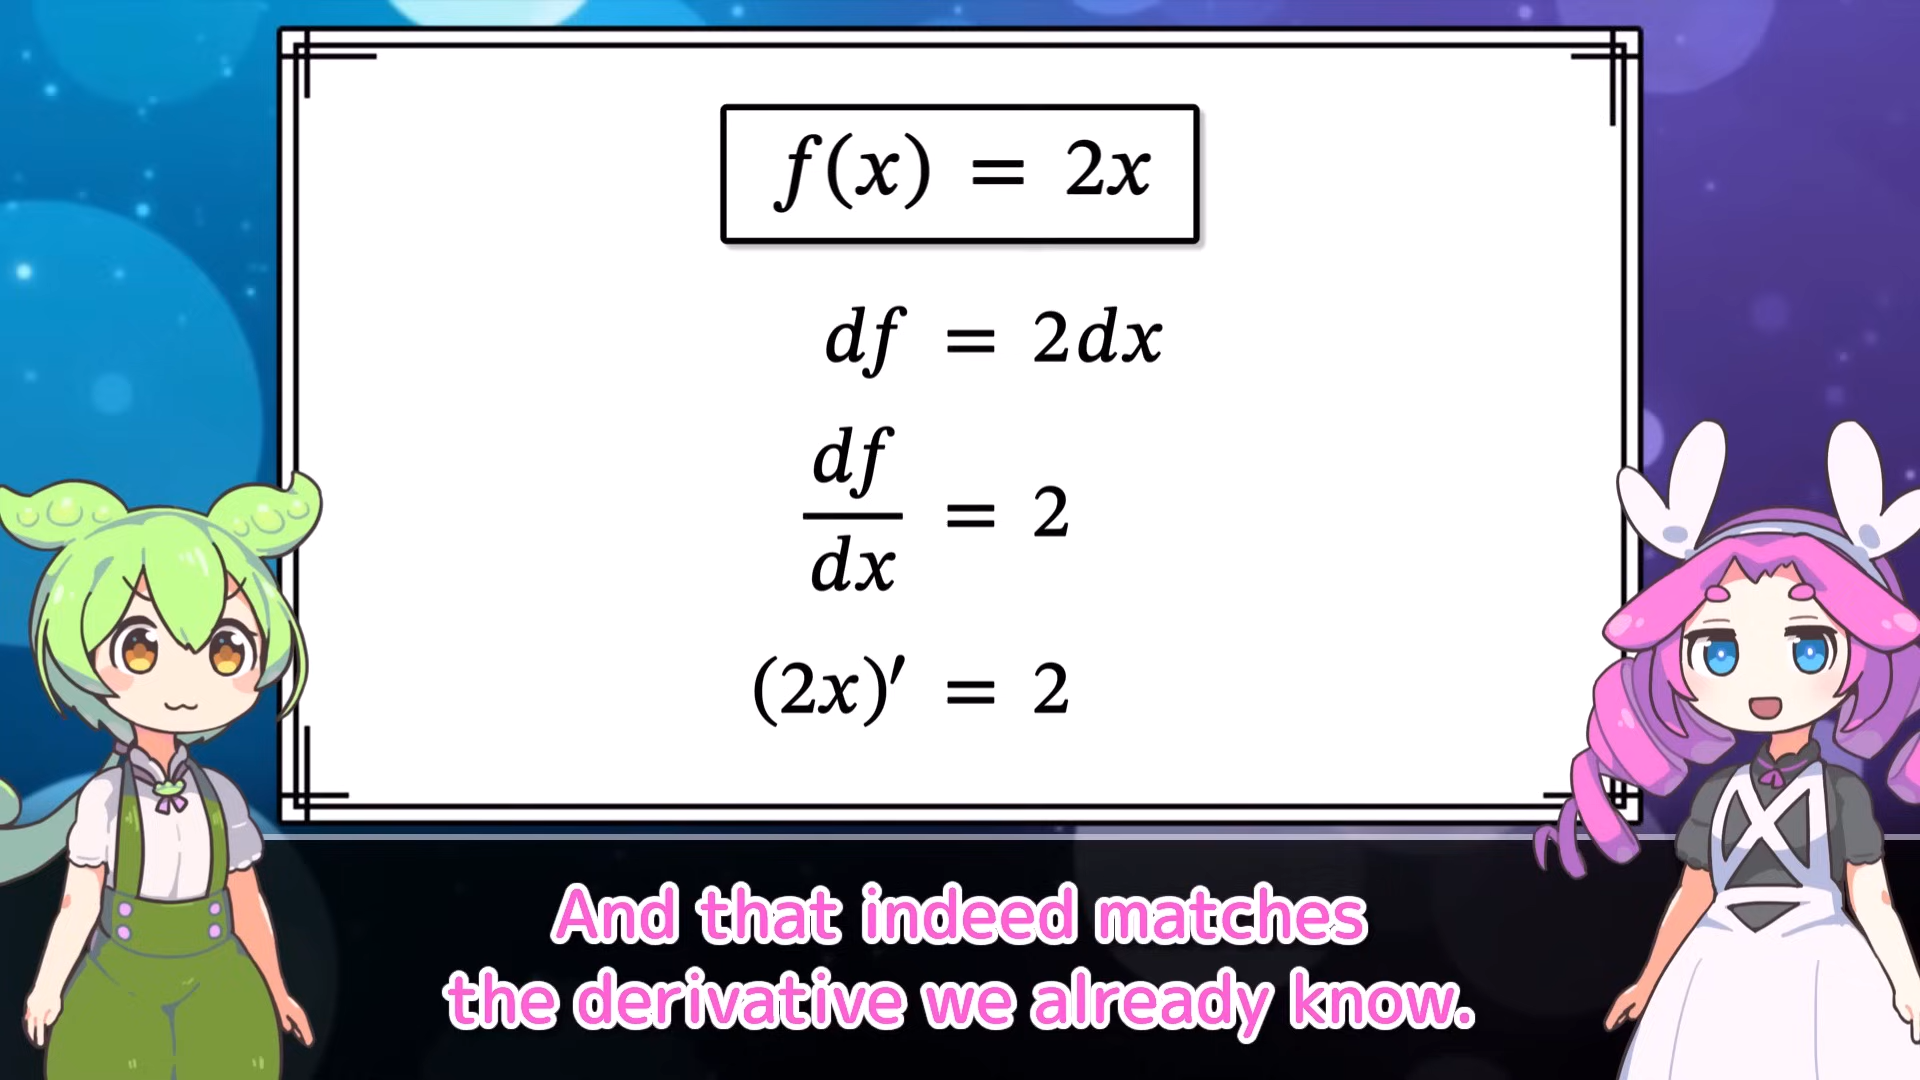 f(x) = 2x
df = 2dx
df/dx = 2
(2x)′ = 2
And that indeed matches
the derivative we already know.